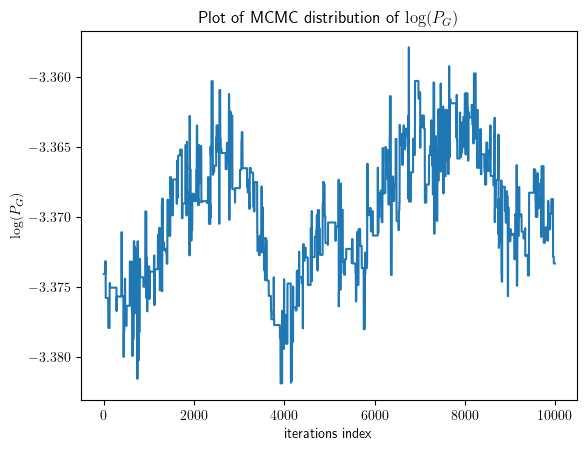 Plot of MCMC distribution of log(P_G)
log(P_G)
−3.360
−3.365
−3.370
−3.375
−3.380
0 2000 4000 6000 8000 10000
iterations index